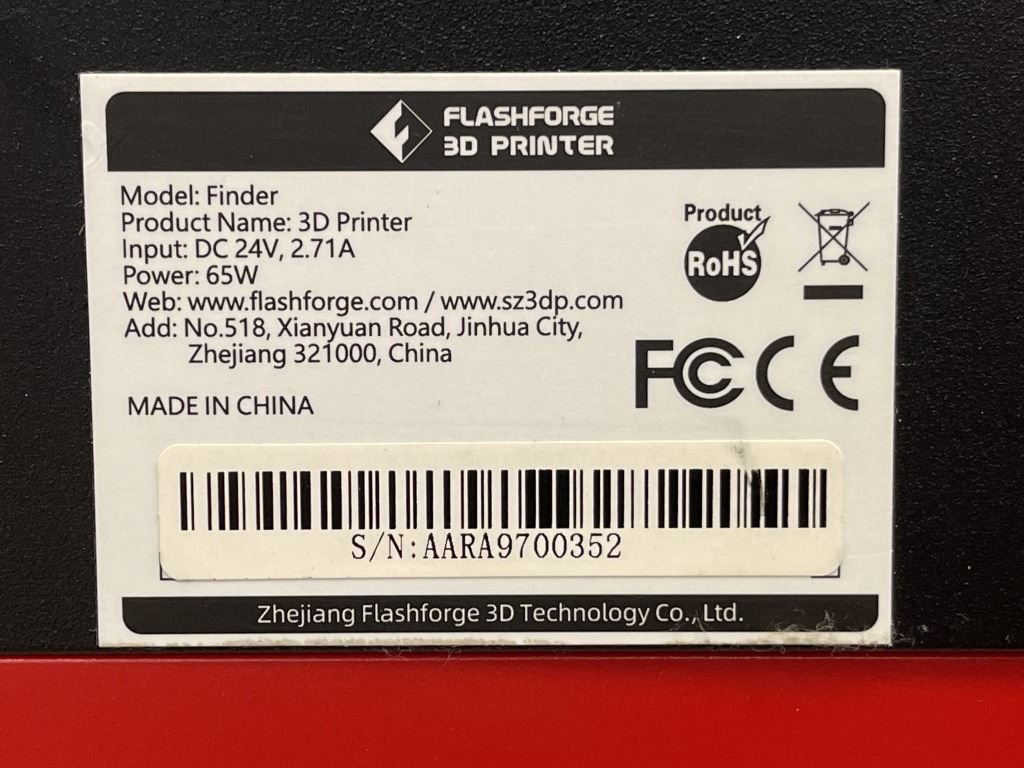 FLASHFORGE
3D PRINTER
Model: Finder
Product Name: 3D Printer
Input: DC 24V, 2.71A
Power: 65W
Web: www.flashforge.com / www.sz3dp.com
Add: No.518, Xianyuan Road, Jinhua City,
Zhejiang 321000, China
MADE IN CHINA
Product
RoHS
FC CE
S/N:AARA9700352
Zhejiang Flashforge 3D Technology Co., Ltd.